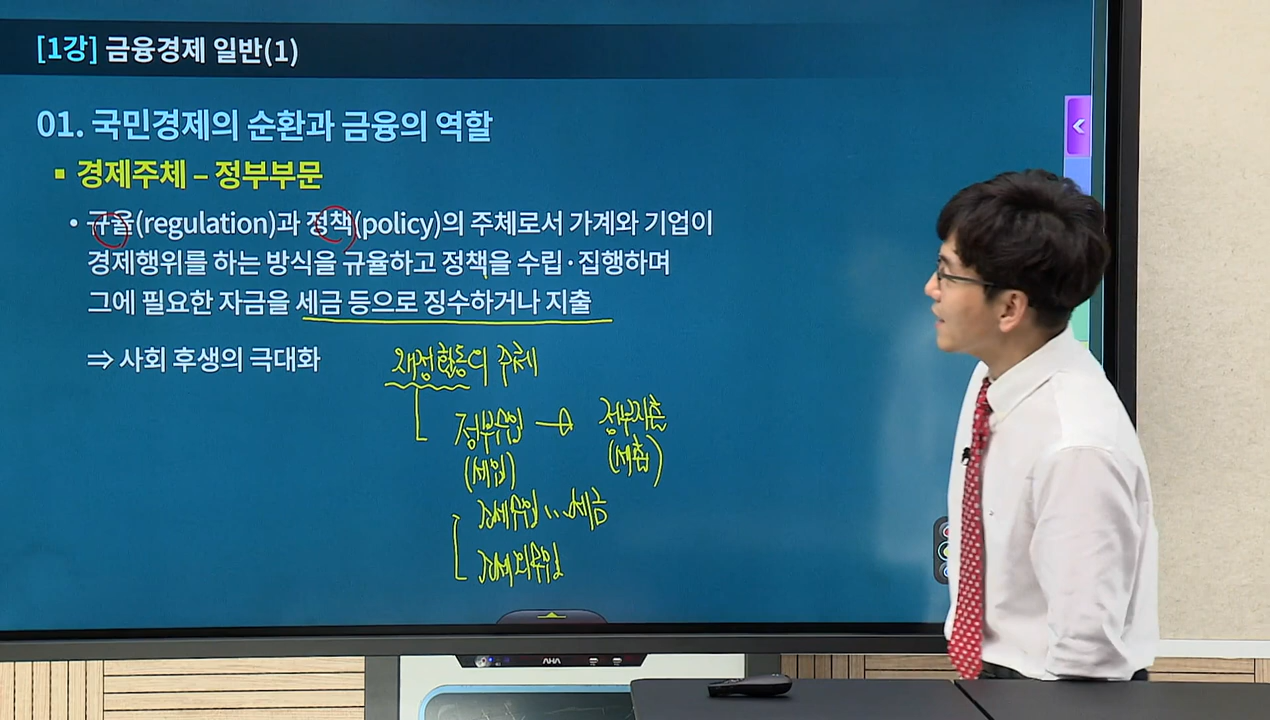 [1강] 금융경제 일반(1)
01. 국민경제의 순환과 금융의 역할
▪ 경제주체 – 정부부문
• 규율(regulation)과 정책(policy)의 주체로서 가계와 기업이
경제행위를 하는 방식을 규율하고 정책을 수립·집행하며
그에 필요한 자금을 세금 등으로 징수하거나 지출
⇒ 사회 후생의 극대화
재정활동의 주체
정부수입 → 정부지출
(세입) (세출)
조세수입 … 세금
조세외수입
AHA